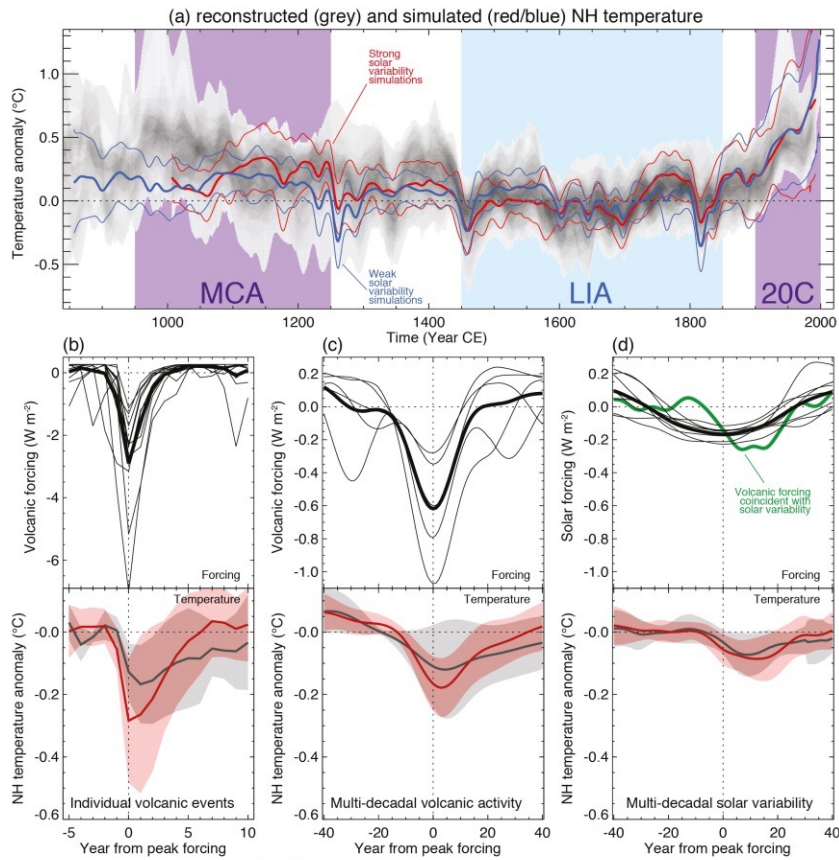 (a) reconstructed (grey) and simulated (red/blue) NH temperature
Temperature anomaly (°C)
1.0
0.5
0.0
-0.5
Strong
solar
variability
simulations
Weak
solar
variability
simulations
MCA
LIA
20C
1000
1200
1400
1600
1800
2000
Time (Year CE)
(b)
Volcanic forcing (W m⁻²)
0
-2
-4
-6
Forcing
(c)
Volcanic forcing (W m⁻²)
0.2
0.0
-0.2
-0.4
-0.6
-0.8
-1.0
Forcing
(d)
Solar forcing (W m⁻²)
0.2
0.0
-0.2
-0.4
-0.6
-0.8
-1.0
Volcanic forcing
coincident with
solar variability
Forcing
NH temperature anomaly (°C)
-0.0
-0.2
-0.4
-0.6
Temperature
Individual volcanic events
-5
0
5
10
Year from peak forcing
NH temperature anomaly (°C)
-0.0
-0.2
-0.4
-0.6
Temperature
Multi-decadal volcanic activity
-40
-20
0
20
40
Year from peak forcing
NH temperature anomaly (°C)
-0.0
-0.2
-0.4
-0.6
Temperature
Multi-decadal solar variability
-40
-20
0
20
40
Year from peak forcing